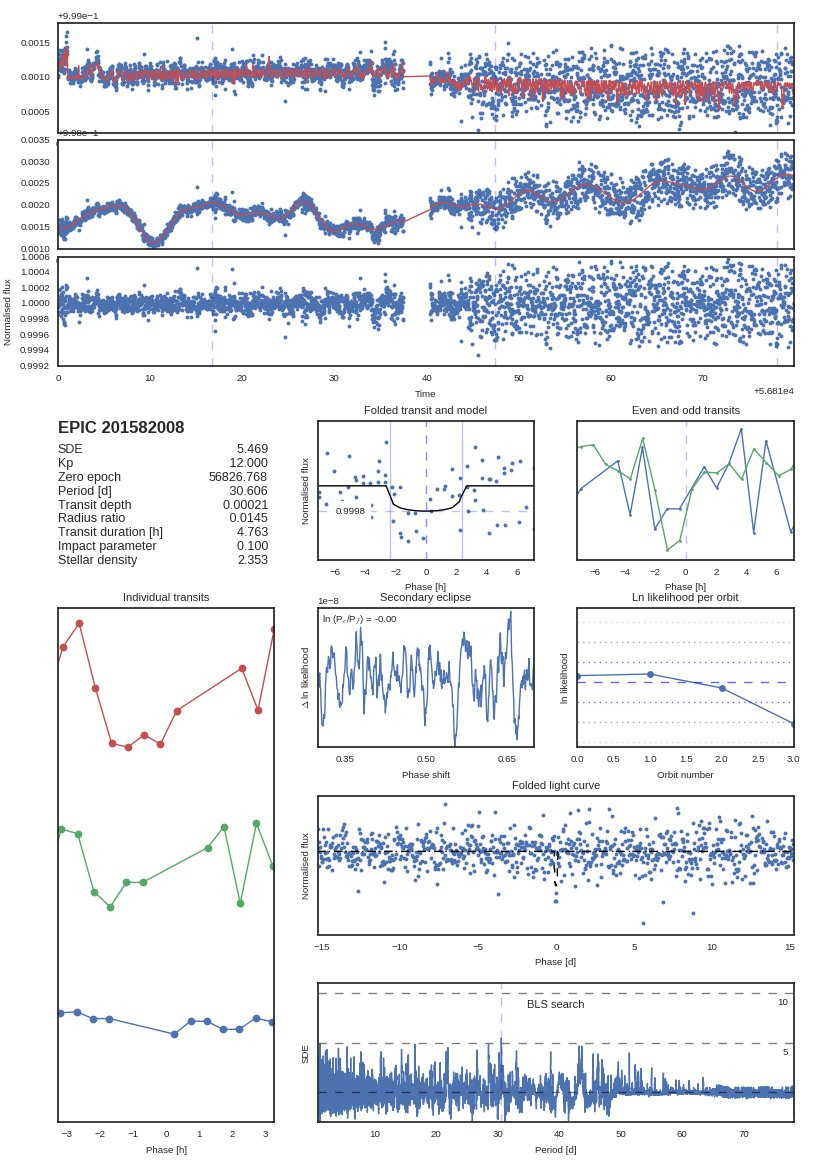 +9.99e−1
0.0015
0.0010
0.0005
+9.98e−1
0.0035
0.0030
0.0025
0.0020
0.0015
0.0010
1.0006
1.0004
1.0002
1.0000
0.9998
0.9996
0.9994
0.9992
Normalised flux
0 10 20 30 40 50 60 70
Time
+5.681e4
EPIC 201582008
SDE 5.469
Kp 12.000
Zero epoch 56826.768
Period [d] 30.606
Transit depth 0.00021
Radius ratio 0.0145
Transit duration [h] 4.763
Impact parameter 0.100
Stellar density 2.353
Folded transit and model
Normalised flux
0.9998
−6 −4 −2 0 2 4 6
Phase [h]
Even and odd transits
−6 −4 −2 0 2 4 6
Phase [h]
Individual transits
−3 −2 −1 0 1 2 3
Phase [h]
Secondary eclipse
1e−8
Δ ln likelihood
0.35 0.50 0.65
Phase shift
Ln likelihood per orbit
ln likelihood
0.0 0.5 1.0 1.5 2.0 2.5 3.0
Orbit number
Folded light curve
Normalised flux
−15 −10 −5 0 5 10 15
Phase [d]
BLS search
10
5
SDE
10 20 30 40 50 60 70
Period [d]